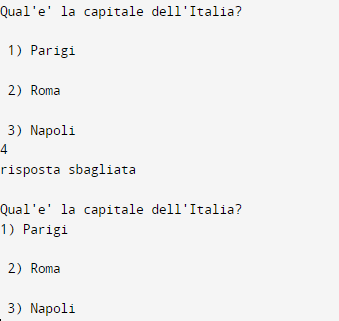 Qual'e' la capitale dell'Italia?
1) Parigi
2) Roma
3) Napoli
4
risposta sbagliata
Qual'e' la capitale dell'Italia?
1) Parigi
2) Roma
3) Napoli